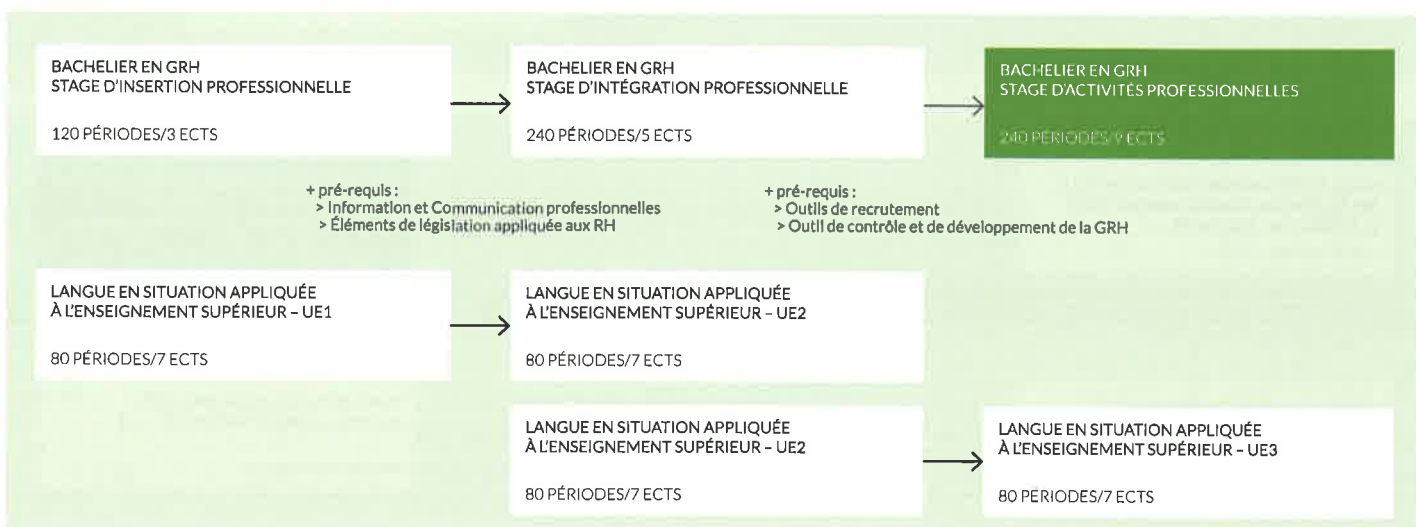 BACHELIER EN GRH
STAGE D'INSERTION PROFESSIONNELLE
120 PÉRIODES/3 ECTS
BACHELIER EN GRH
STAGE D'INTÉGRATION PROFESSIONNELLE
240 PÉRIODES/5 ECTS
BACHELIER EN GRH
STAGE D'ACTIVITÉS PROFESSIONNELLES
240 PÉRIODES/9 ECTS
+ pré-requis :
> Information et Communication professionnelles
> Éléments de législation appliquée aux RH
+ pré-requis :
> Outils de recrutement
> Outil de contrôle et de développement de la GRH
LANGUE EN SITUATION APPLIQUÉE
À L'ENSEIGNEMENT SUPÉRIEUR – UE1
80 PÉRIODES/7 ECTS
LANGUE EN SITUATION APPLIQUÉE
À L'ENSEIGNEMENT SUPÉRIEUR – UE2
80 PÉRIODES/7 ECTS
LANGUE EN SITUATION APPLIQUÉE
À L'ENSEIGNEMENT SUPÉRIEUR – UE2
80 PÉRIODES/7 ECTS
LANGUE EN SITUATION APPLIQUÉE
À L'ENSEIGNEMENT SUPÉRIEUR – UE3
80 PÉRIODES/7 ECTS